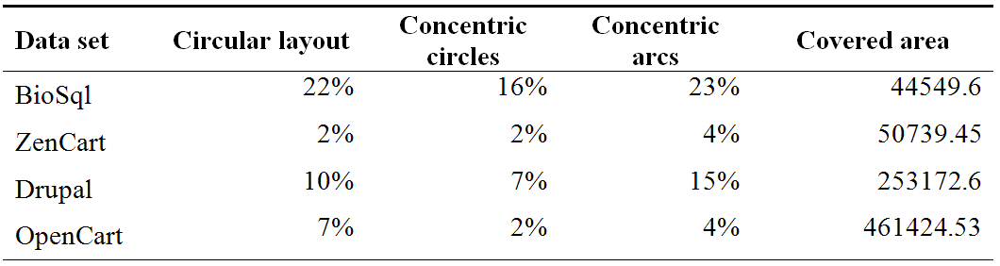 Data set Circular layout Concentric circles Concentric arcs Covered area
BioSql 22% 16% 23% 44549.6
ZenCart 2% 2% 4% 50739.45
Drupal 10% 7% 15% 253172.6
OpenCart 7% 2% 4% 461424.53